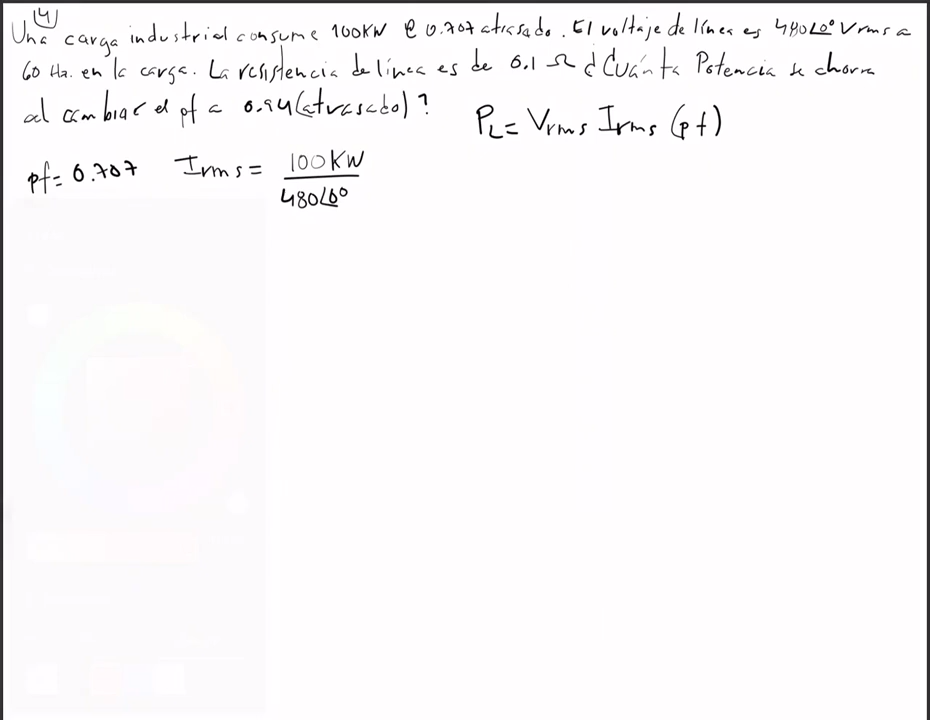 14
Una carga industrial consume 100KW @ 0.707 atrasado. El voltaje de línea es 480∠0° Vrms a
60 Hz. en la carga. La resistencia de línea es de 0.1 Ω ¿Cuánta Potencia se ahorra
al cambiar el pf a 0.94(atrasado)?
P_L = Vrms Irms (pf)
pf= 0.707 Irms = 100KW / 480∠0°